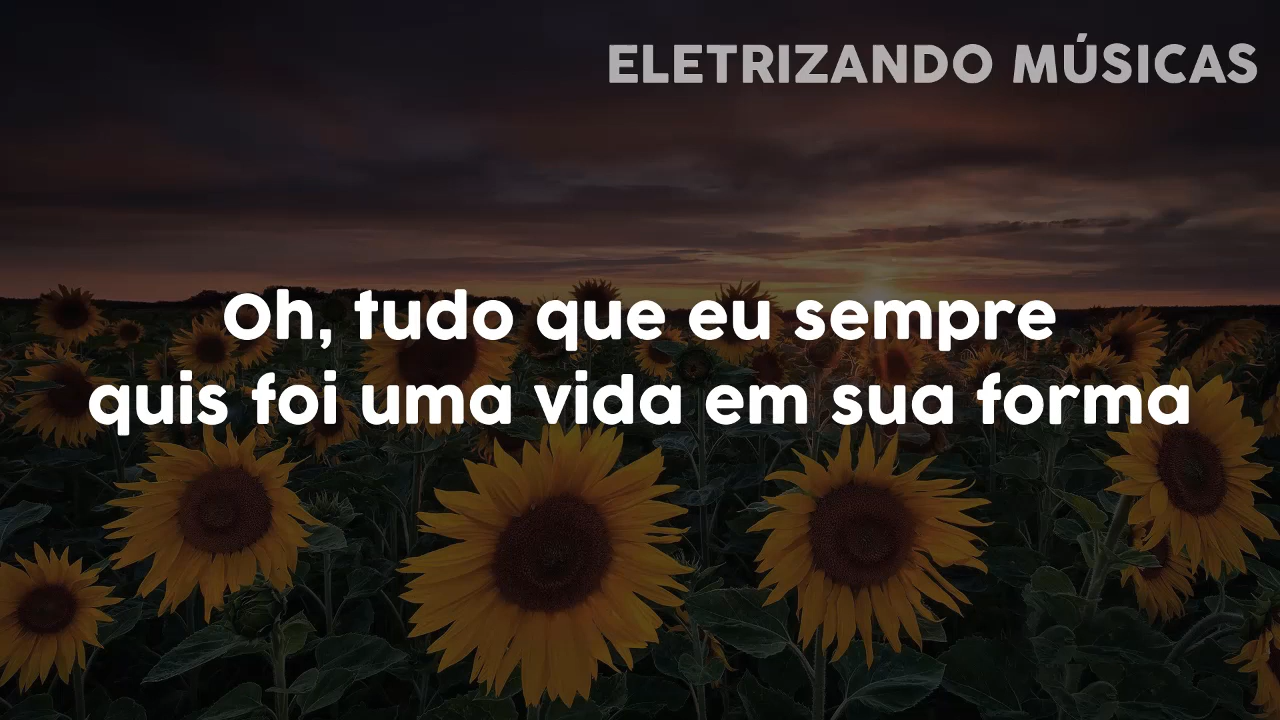 ELETRIZANDO MÚSICAS
Oh, tudo que eu sempre
quis foi uma vida em sua forma